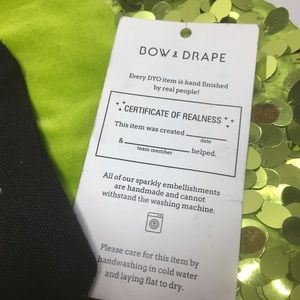 BOW & DRAPE
Every DYO item is hand finished
by real people!
CERTIFICATE OF REALNESS
This item was created
date
& helped.
team member
All of our sparkly embellishments
are handmade and cannot
withstand the washing machine.
Please care for this item by
handwashing in cold water
and laying flat to dry.